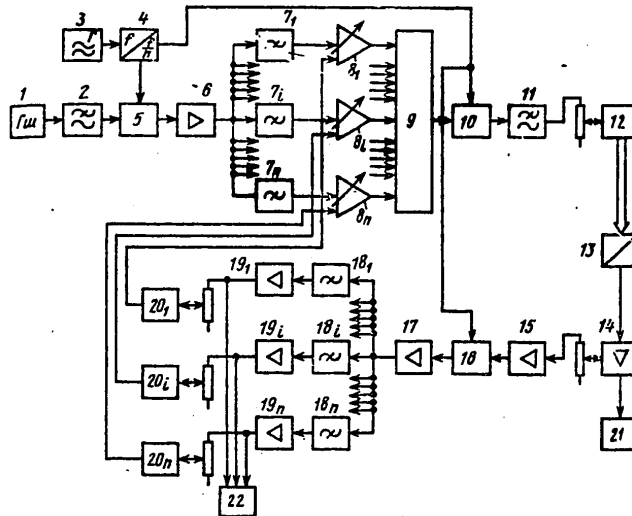 3 4 7₁
f f f/n 8₁
1 2 6 7i 11
Гш 5 9 10 12
8i
7n
8n
13
19₁ 18₁
20₁
19i 18i 17 15 14
20i 18
19n 18n
20n 21
22